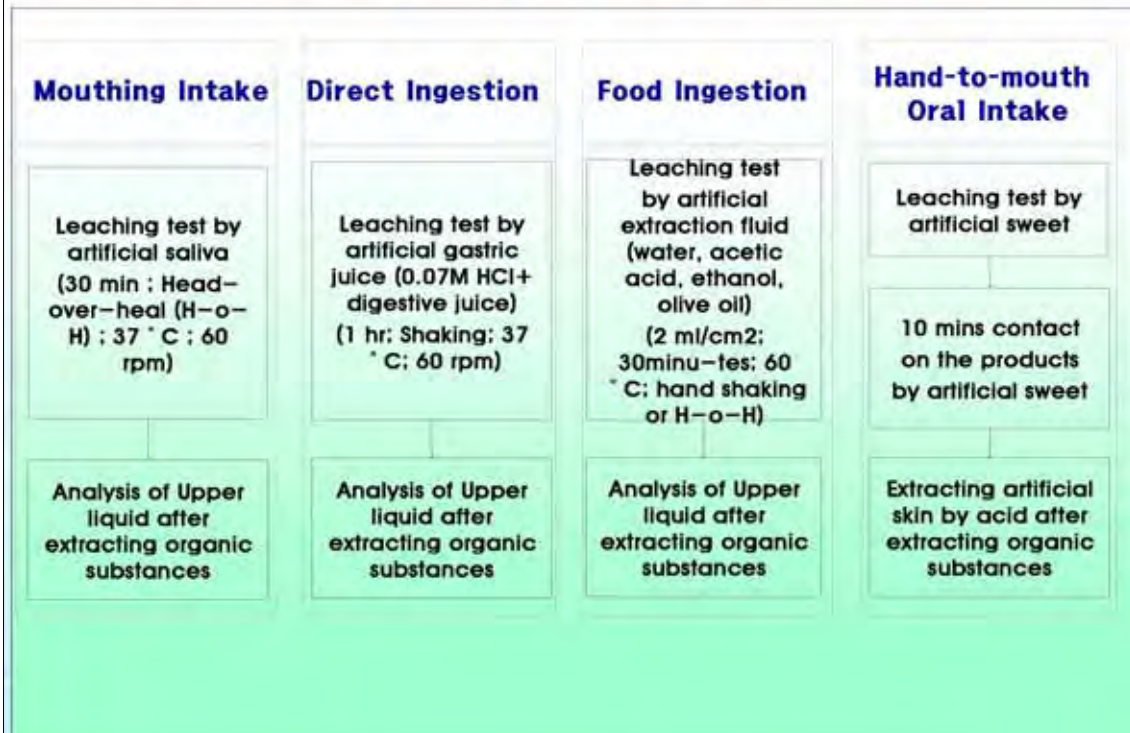 Mouthing Intake
Leaching test by
artificial saliva
(30 min ; Head-
over-heal (H-o-
H) ; 37 ˚C ; 60
rpm)
Analysis of Upper
liquid after
extracting organic
substances
Direct Ingestion
Leaching test by
artificial gastric
juice (0.07M HCl+
digestive juice)
(1 hr; Shaking; 37
˚C; 60 rpm)
Analysis of Upper
liquid after
extracting organic
substances
Food Ingestion
Leaching test
by artificial
extraction fluid
(water, acetic
acid, ethanol,
olive oil)
(2 ml/cm2;
30minu-tes; 60
˚C; hand shaking
or H-o-H)
Analysis of Upper
liquid after
extracting organic
substances
Hand-to-mouth
Oral Intake
Leaching test by
artificial sweet
10 mins contact
on the products
by artificial sweet
Extracting artificial
skin by acid after
extracting organic
substances